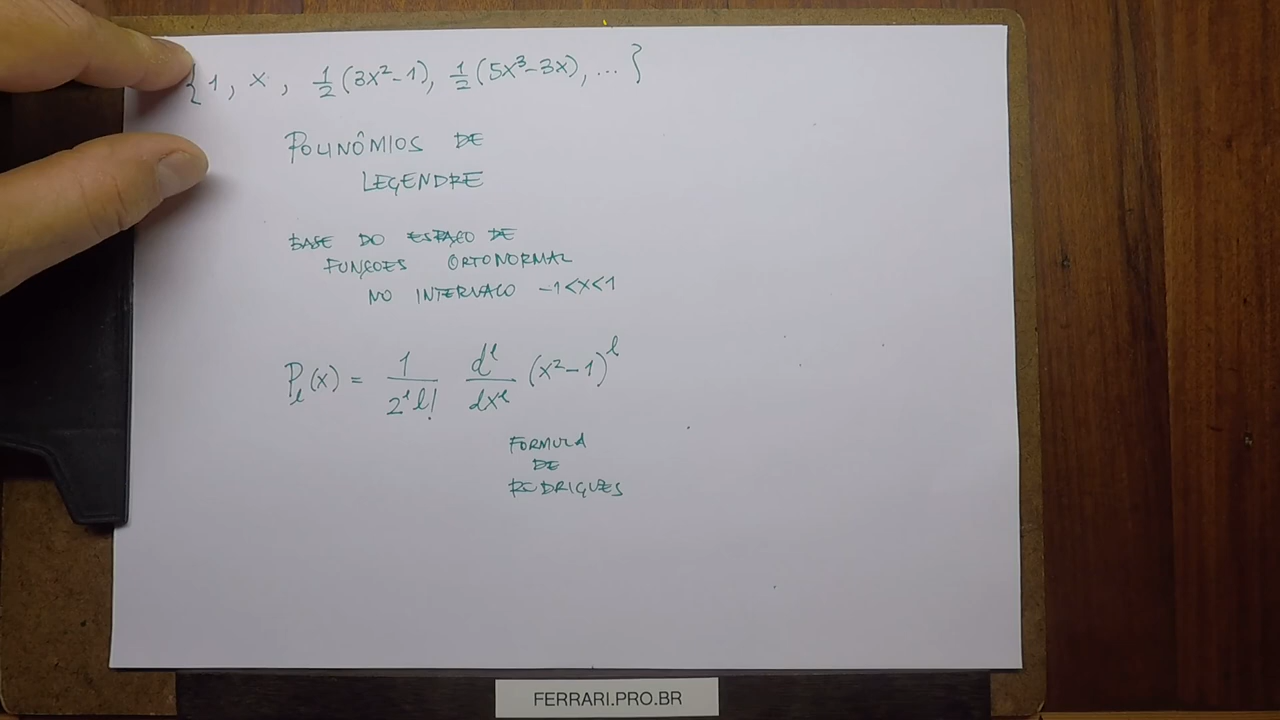 { 1, x, 1/2 (3x² - 1), 1/2 (5x³ - 3x), ... }
POLINÔMIOS DE
LEGENDRE
BASE DO ESPAÇO DE
FUNÇOES ORTONORMAL
NO INTERVALO -1<x<1
P_l(x) = 1/(2^l l!) d^l/dx^l (x² - 1)^l
FORMULA
DE
RODRIGUES
FERRARI.PRO.BR